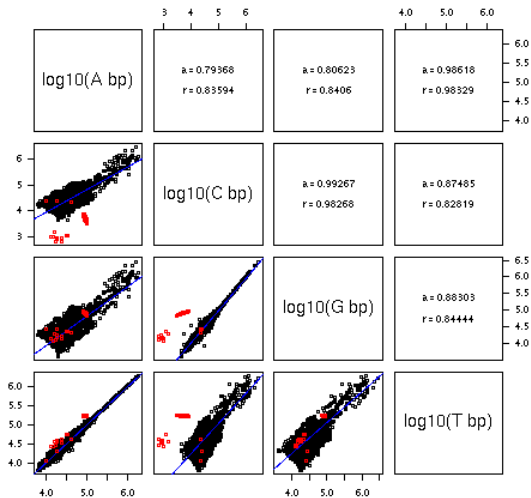 3 4 5 6
4.0 5.0 6.0
log10(A bp)
a = 0.79368
r = 0.83594
a = 0.80623
r = 0.8406
a = 0.98618
r = 0.98329
6.0
5.5
5.0
4.5
4.0
6
5
4
3
log10(C bp)
a = 0.99267
r = 0.98268
a = 0.87485
r = 0.82819
log10(G bp)
a = 0.88303
r = 0.84444
6.5
6.0
5.5
5.0
4.5
4.0
6.0
5.5
5.0
4.5
4.0
log10(T bp)
4.0 5.0 6.0
4.0 5.0 6.0